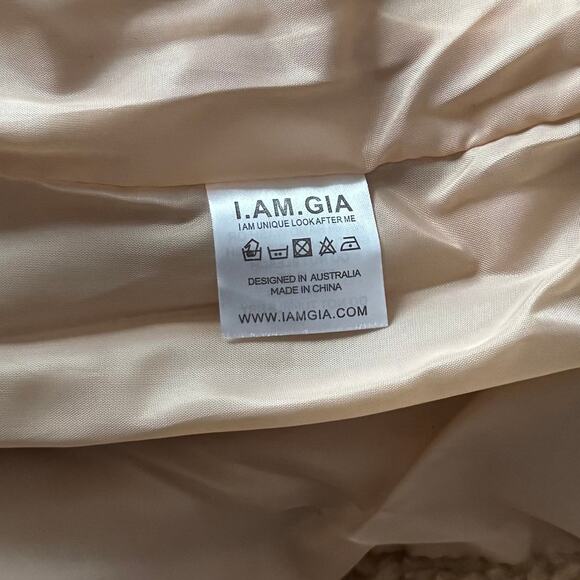 I.AM.GIA
I AM UNIQUE LOOK AFTER ME
DESIGNED IN AUSTRALIA
MADE IN CHINA
WWW.IAMGIA.COM